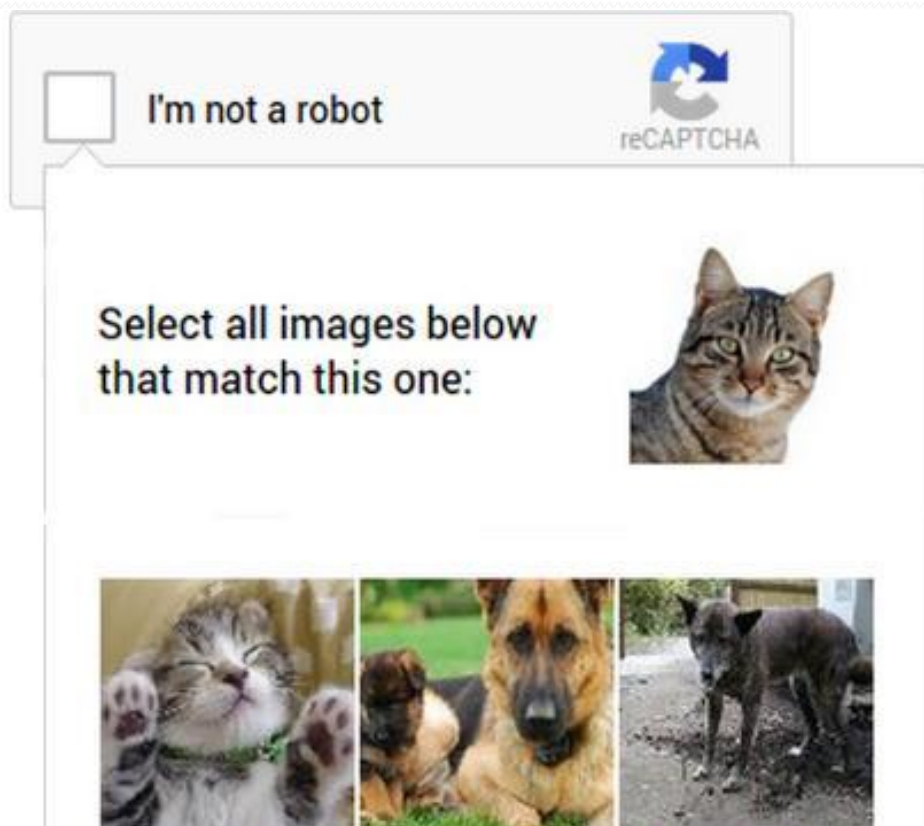 I'm not a robot
reCAPTCHA
Select all images below
that match this one: